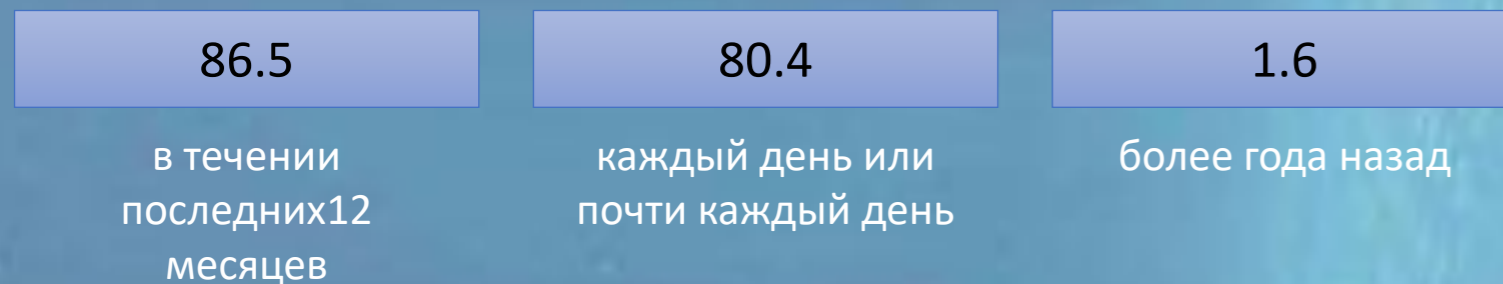 86.5
80.4
1.6
в течении
последних12
месяцев
каждый день или
почти каждый день
более года назад